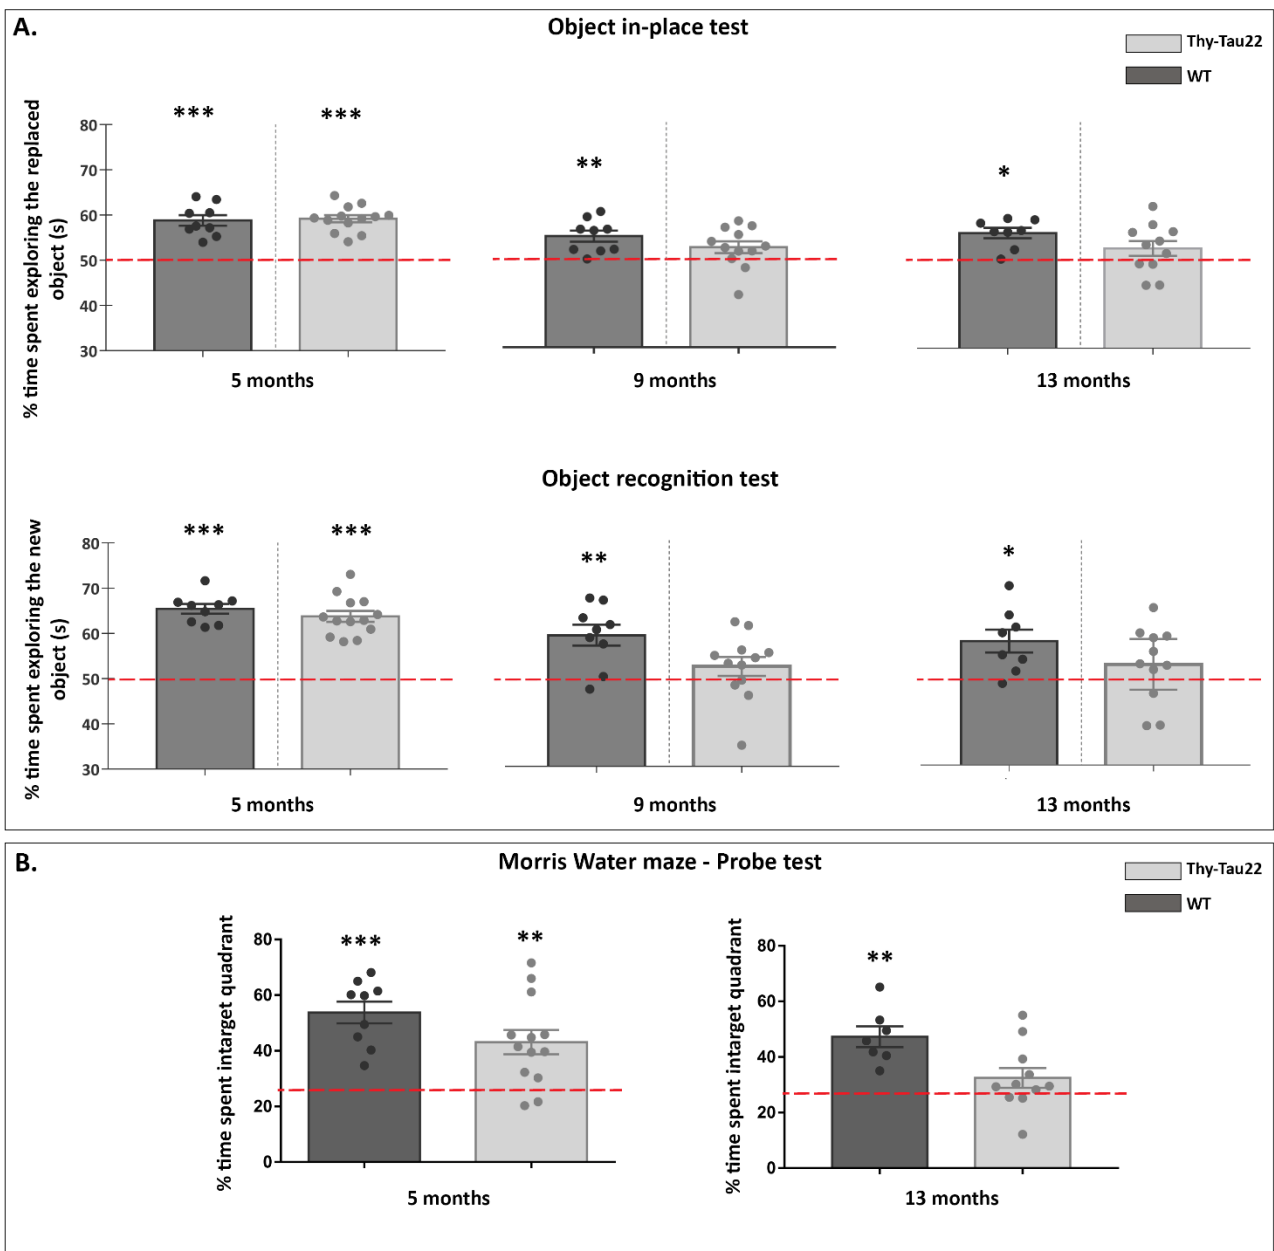 A.
Object in-place test
Thy-Tau22
WT
% time spent exploring the replaced
object (s)
80
70
60
50
40
30
***
***
**
*
5 months
9 months
13 months
Object recognition test
% time spent exploring the new
object (s)
80
70
60
50
40
30
***
***
**
*
5 months
9 months
13 months
B.
Morris Water maze - Probe test
Thy-Tau22
WT
% time spent intarget quadrant
80
60
40
20
0
***
**
5 months
% time spent intarget quadrant
80
60
40
20
0
**
13 months